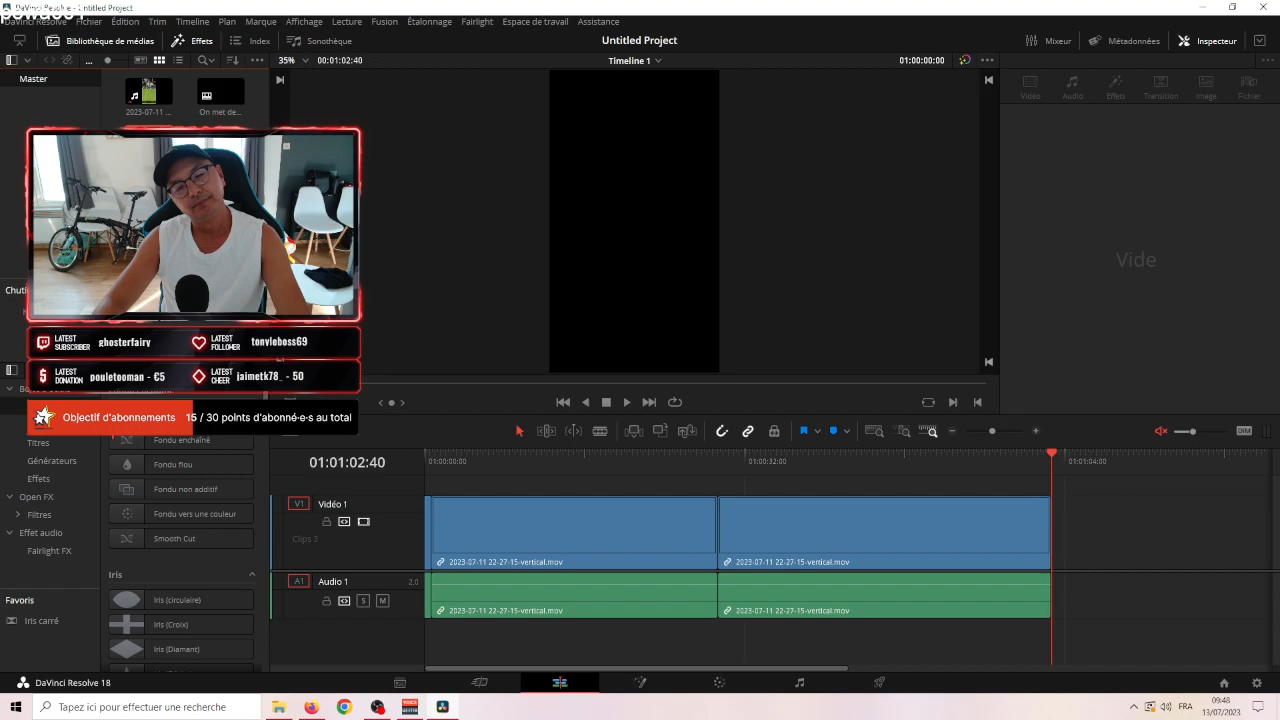 DaVinci Resolve - Untitled Project
DaVinci Resolve Fichier Édition Trim Timeline Plan Marque Affichage Lecture Fusion Étalonnage Fairlight Espace de travail Assistance
Bibliothèque de médias Effets Index Sonothèque Untitled Project Mixeur Métadonnées Inspecteur
35% 00:01:02:40 Timeline 1 01:00:00:00
Master
2023-07-11 ... On met de...
Vidéo Audio Effets Transition Image Fichier
Vide
LATEST SUBSCRIBER ghosterfairy LATEST FOLLOWER tonyleboss69
LATEST DONATION pouletooman - €5 LATEST CHEER jaimetk78_ - 50
Objectif d'abonnements 15 / 30 points d'abonné·e·s au total
Titres
Générateurs
Effets
Open FX
Filtres
Effet audio
Fairlight FX
Favoris
Iris carré
Fondu enchaîné
Fondu flou
Fondu non additif
Fondu vers une couleur
Smooth Cut
Iris
Iris (circulaire)
Iris (Croix)
Iris (Diamant)
DIM
01:01:02:40 01:00:00:00 01:00:32:00 01:01:04:00
V1 Vidéo 1
Clips 3
2023-07-11 22-27-15-vertical.mov 2023-07-11 22-27-15-vertical.mov
A1 Audio 1 2.0
S M
2023-07-11 22-27-15-vertical.mov 2023-07-11 22-27-15-vertical.mov
DaVinci Resolve 18
Tapez ici pour effectuer une recherche
FRA 09:48
13/07/2023